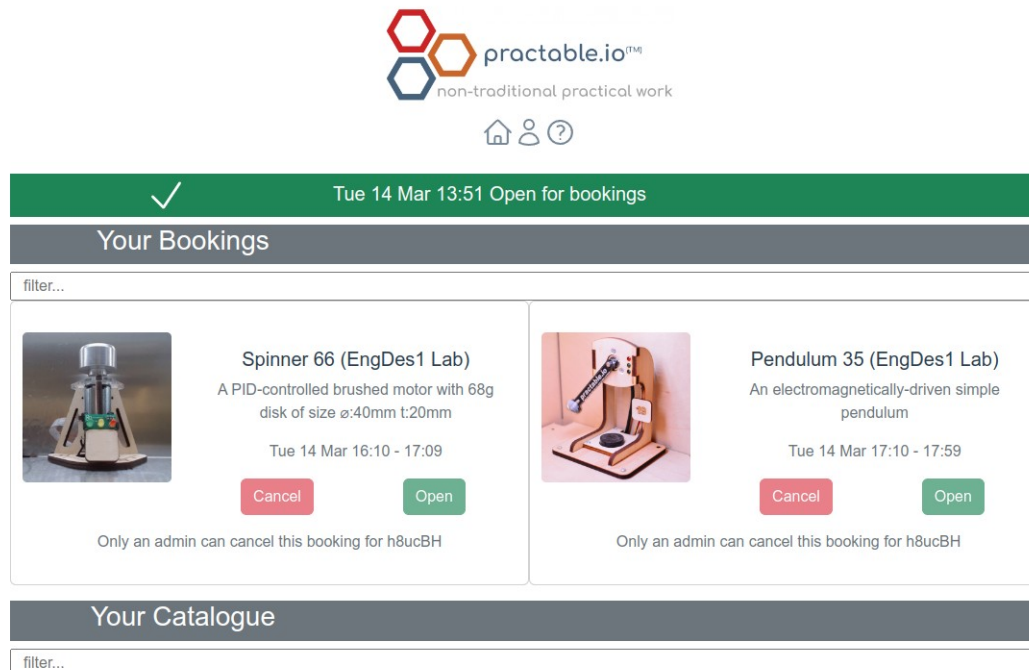 practable.io(TM)
non-traditional practical work
Tue 14 Mar 13:51 Open for bookings
Your Bookings
filter...
Spinner 66 (EngDes1 Lab)
A PID-controlled brushed motor with 68g
disk of size ⌀:40mm t:20mm
Tue 14 Mar 16:10 - 17:09
Cancel
Open
Only an admin can cancel this booking for h8ucBH
practable.io
Pendulum 35 (EngDes1 Lab)
An electromagnetically-driven simple
pendulum
Tue 14 Mar 17:10 - 17:59
Cancel
Open
Only an admin can cancel this booking for h8ucBH
Your Catalogue
filter...